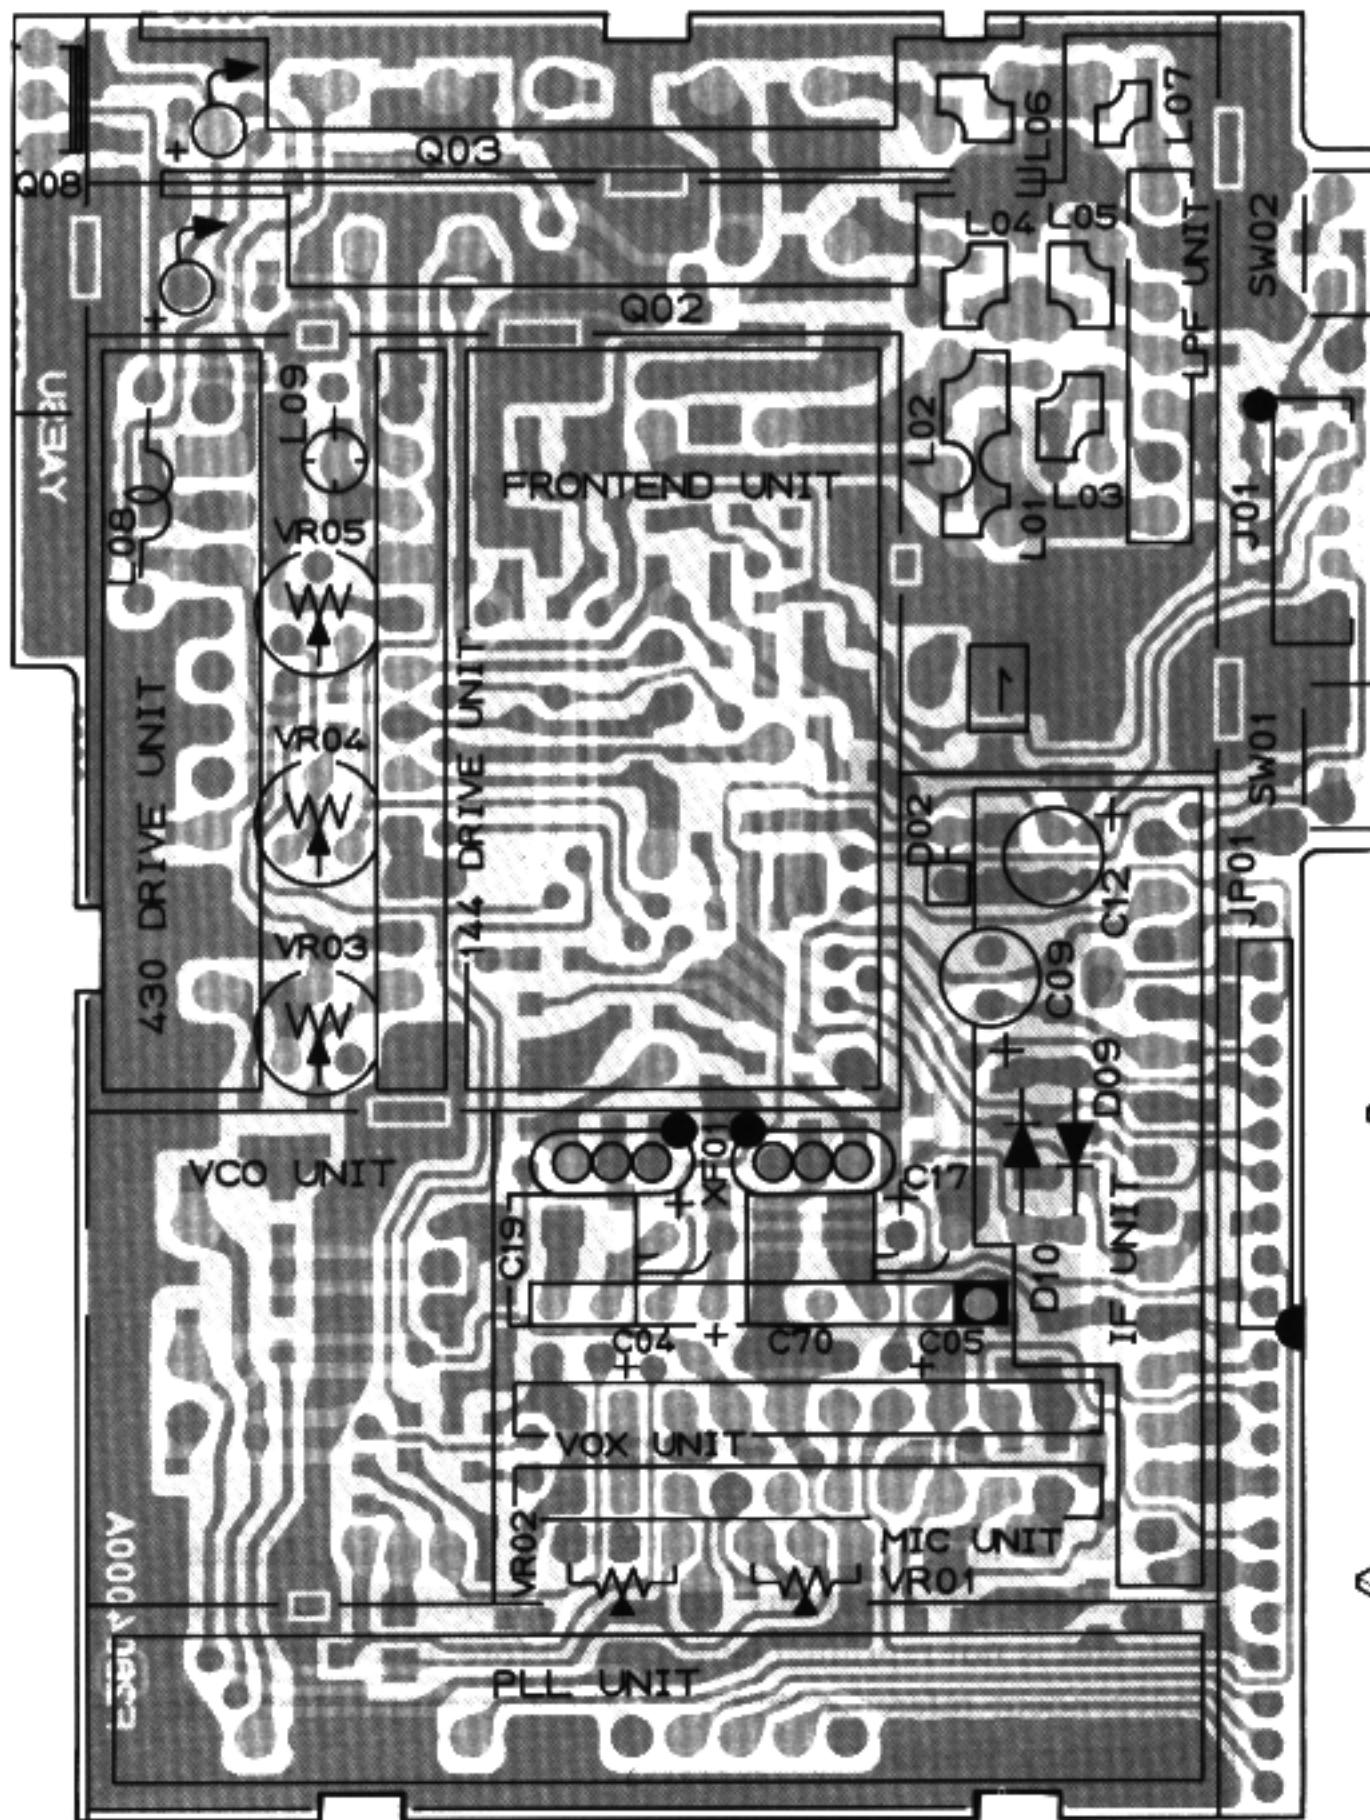 L06
L07
Q03
Q08
L04
L05
SW02
LPF UNIT
Q02
L09
L02
FRONTEND UNIT
L03
L01
L08
VR05
J01
430 DRIVE UNIT
144 DRIVE UNIT
VR04
SW01
D02
C12
JP01
VR03
C09
D09
VCO UNIT
XF01
C17
C19
D10
IF UNIT
C04
C70
C05
VOX UNIT
VR02
MIC UNIT
VR01
PLL UNIT